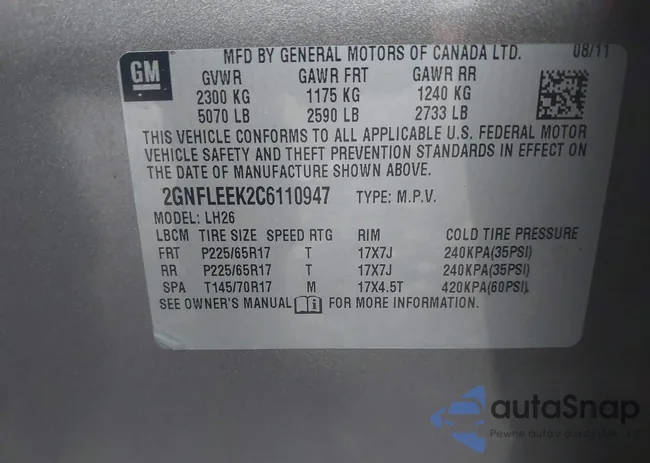 GM
MFD BY GENERAL MOTORS OF CANADA LTD. 08/11
GVWR GAWR FRT GAWR RR
2300 KG 1175 KG 1240 KG
5070 LB 2590 LB 2733 LB
THIS VEHICLE CONFORMS TO ALL APPLICABLE U.S. FEDERAL MOTOR
VEHICLE SAFETY AND THEFT PREVENTION STANDARDS IN EFFECT ON
THE DATE OF MANUFACTURE SHOWN ABOVE.
2GNFLEEK2C6110947 TYPE: M.P.V.
MODEL: LH26
LBCM TIRE SIZE SPEED RTG RIM COLD TIRE PRESSURE
FRT P225/65R17 T 17X7J 240KPA(35PSI)
RR P225/65R17 T 17X7J 240KPA(35PSI)
SPA T145/70R17 M 17X4.5T 420KPA(60PSI)
SEE OWNER'S MANUAL FOR MORE INFORMATION.
autoSnap
Pewne auta z aukcji